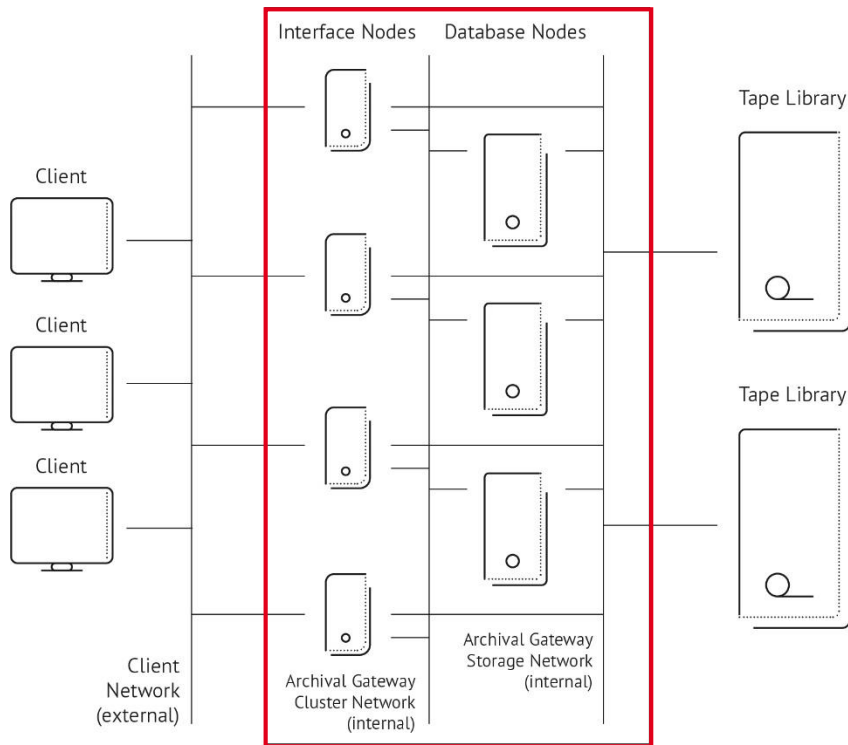 Interface Nodes
Database Nodes
Tape Library
Client
Client
Tape Library
Client
Client
Network
(external)
Archival Gateway
Cluster Network
(internal)
Archival Gateway
Storage Network
(internal)